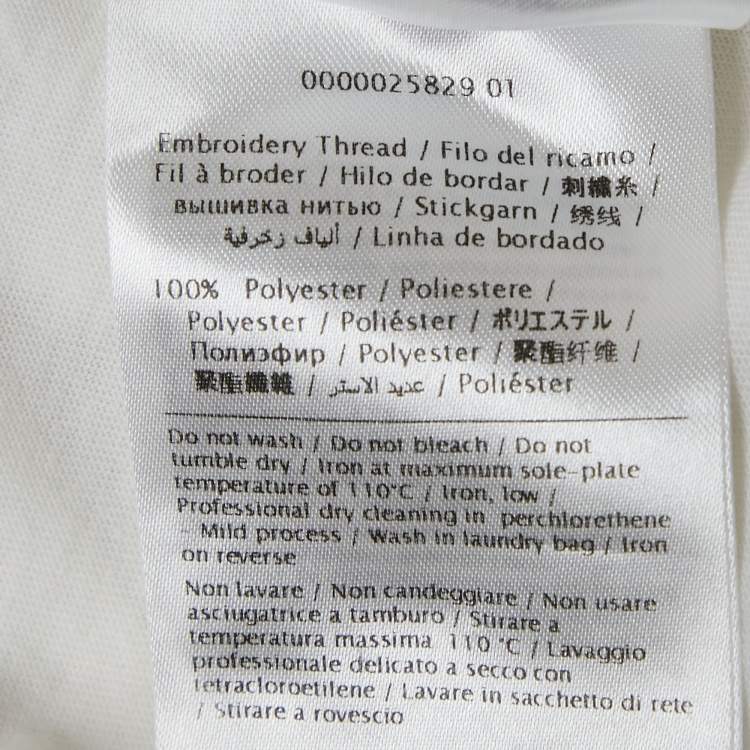 0000025829 01
Embroidery Thread / Filo del ricamo /
Fil à broder / Hilo de bordar / 刺繍糸 /
вышивка нитью / Stickgarn / 绣线 /
ألياف زخرفية / Linha de bordado
100% Polyester / Poliestere /
Polyester / Poliéster / ポリエステル /
Полиэфир / Polyester / 聚酯纤维 /
聚酯纖維 / عديد الاستر / Poliéster
Do not wash / Do not bleach / Do not
tumble dry / Iron at maximum sole-plate
temperature of 110°C / Iron, low /
Professional dry cleaning in perchlorethene
- Mild process / Wash in laundry bag / Iron
on reverse
Non lavare / Non candeggiare / Non usare
asciugatrice a tamburo / Stirare a
temperatura massima 110 °C / Lavaggio
professionale delicato a secco con
tetracloroetilene / Lavare in sacchetto di rete
/ Stirare a rovescio